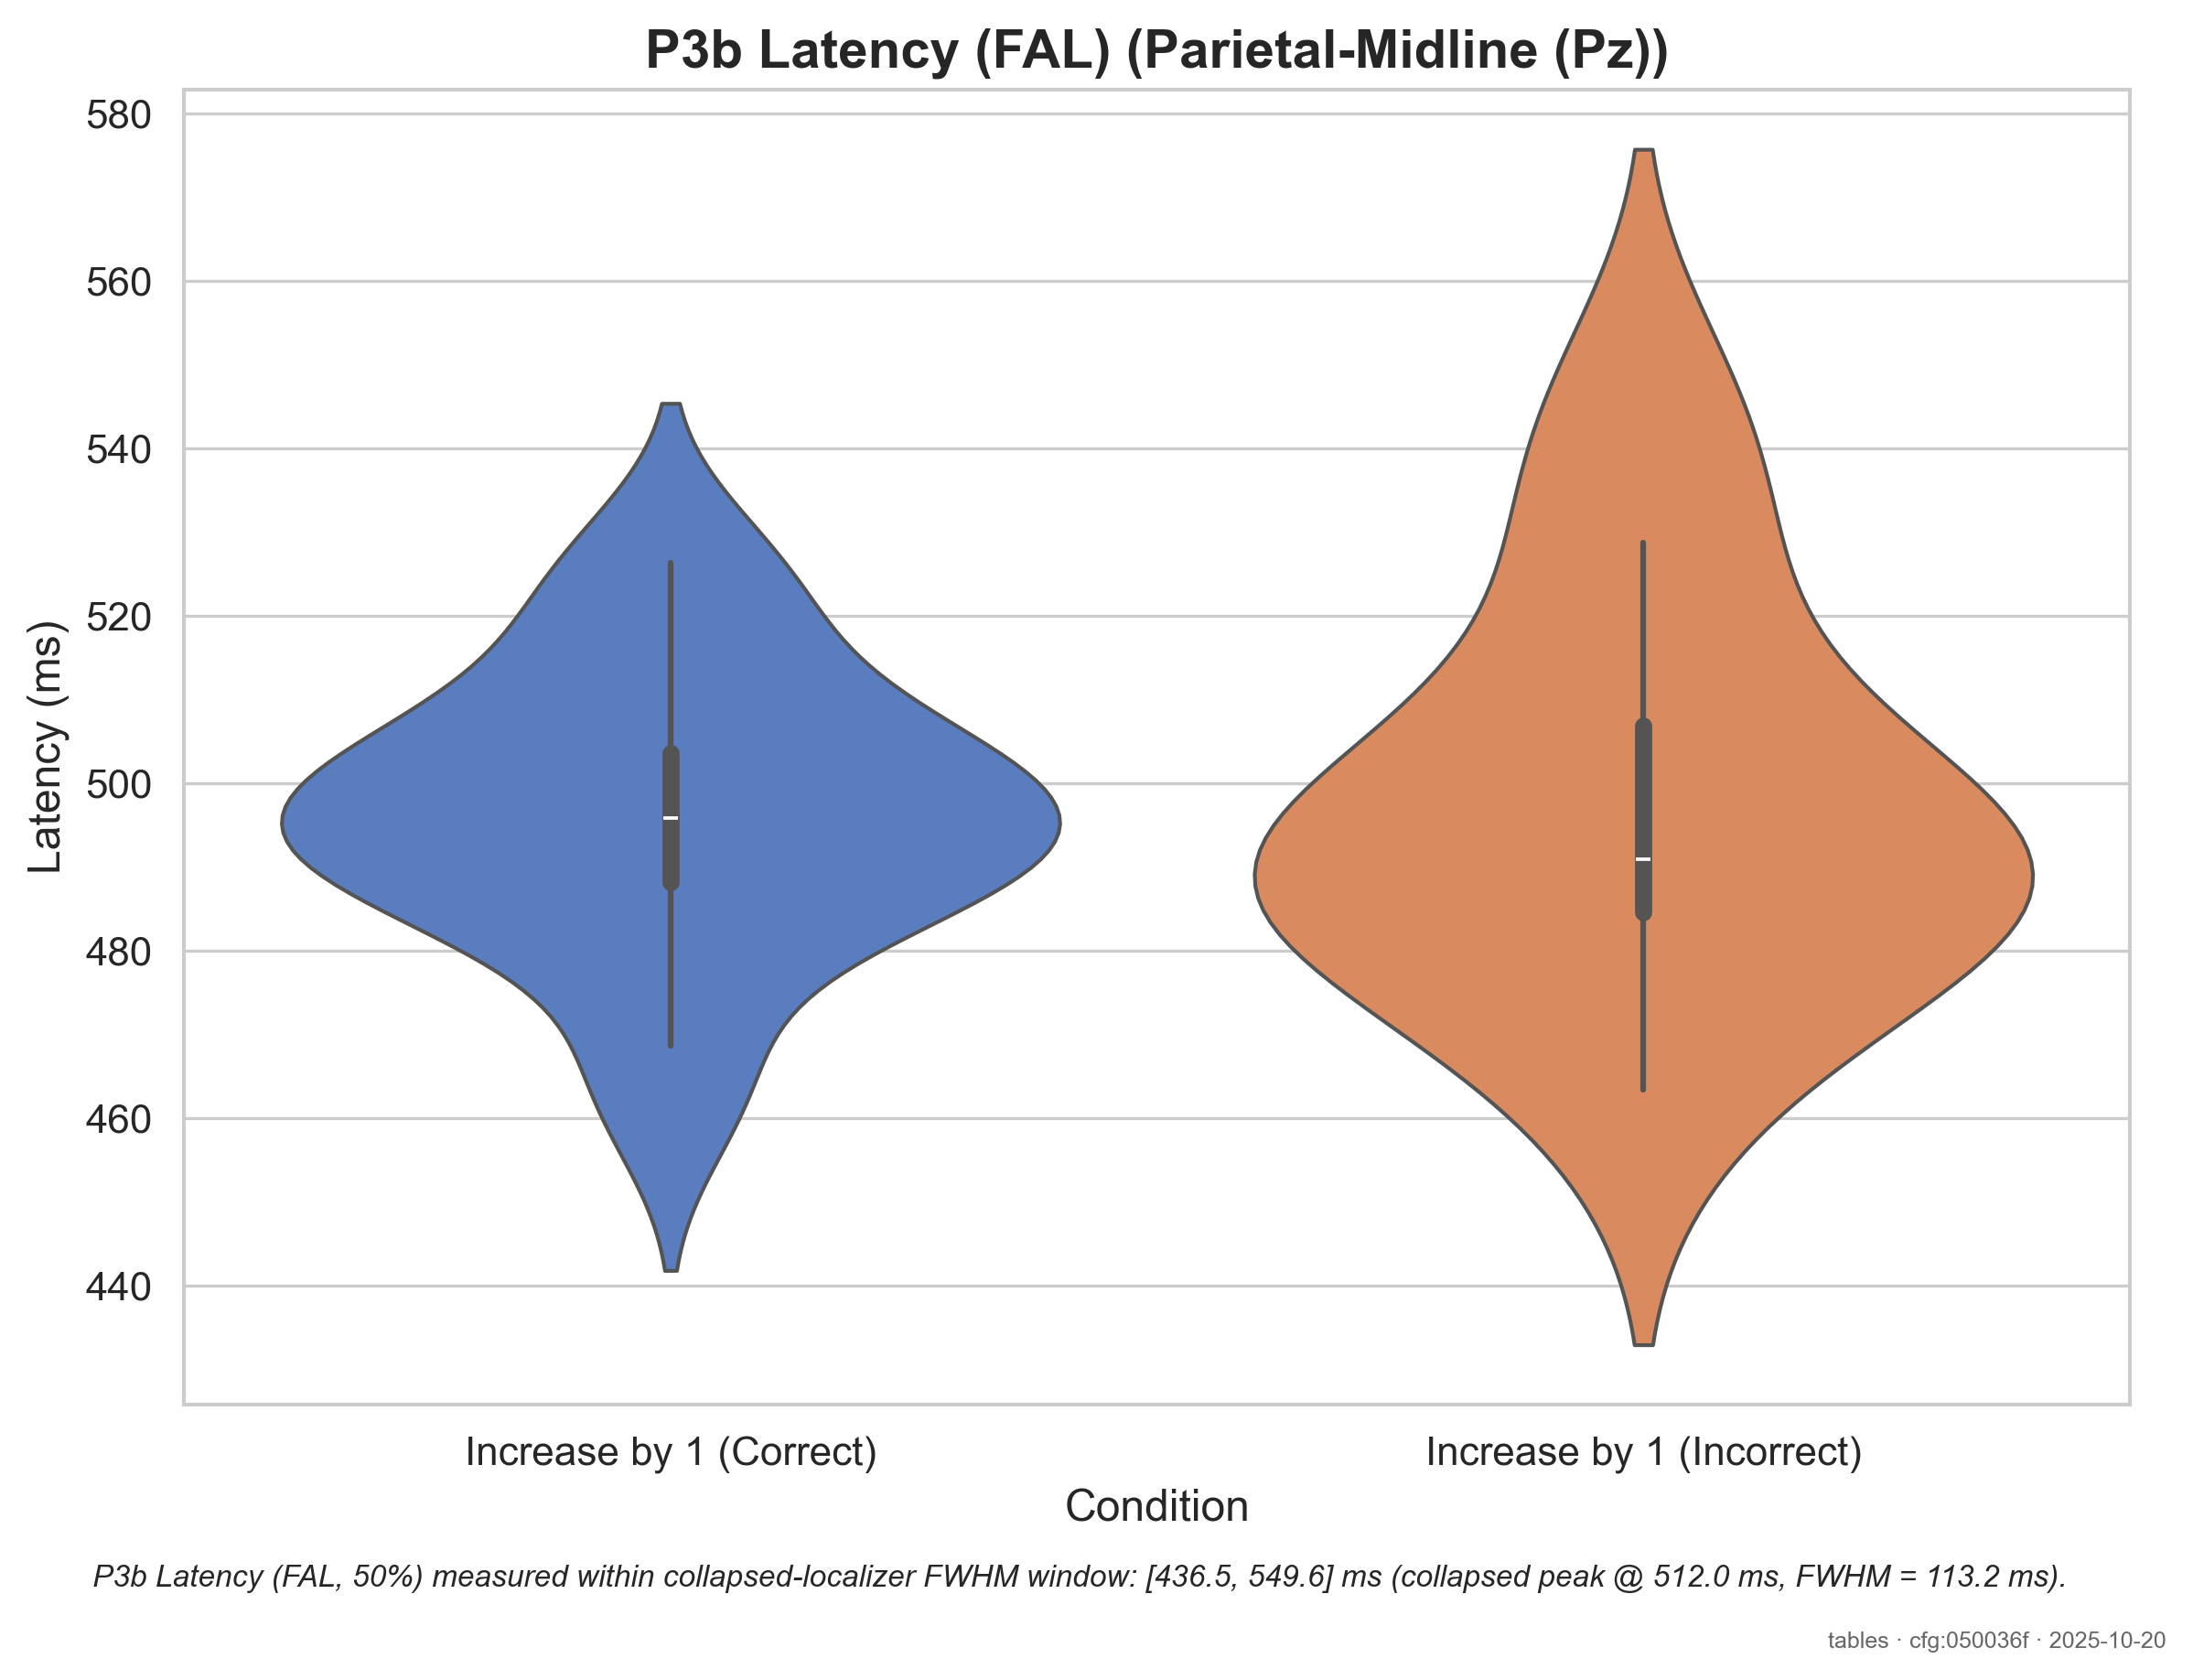 P3b Latency (FAL) (Parietal-Midline (Pz))
580
560
540
520
500
480
460
440
Latency (ms)
Increase by 1 (Correct)
Increase by 1 (Incorrect)
Condition
P3b Latency (FAL, 50%) measured within collapsed-localizer FWHM window: [436.5, 549.6] ms (collapsed peak @ 512.0 ms, FWHM = 113.2 ms).
tables · cfg:050036f · 2025-10-20